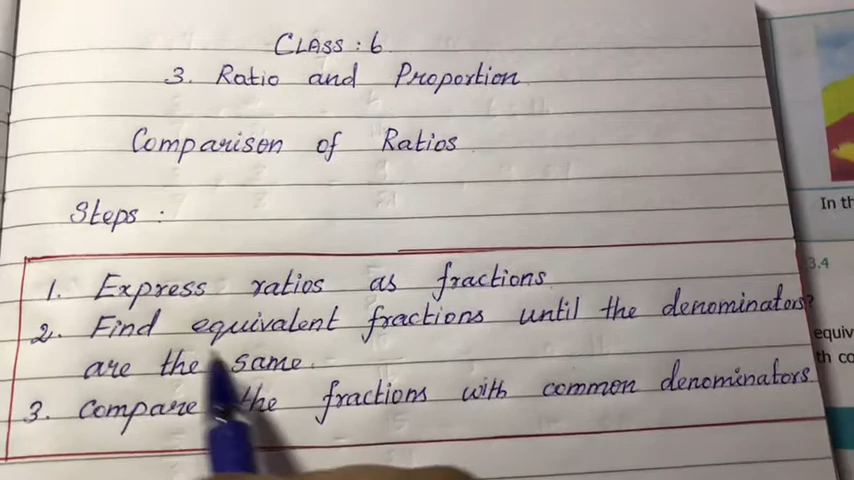 CLASS : 6
3. Ratio and Proportion
Comparison of Ratios
Steps :
1. Express ratios as fractions
2. Find equivalent fractions until the denominators
are the same.
3. Compare the fractions with common denominators
In th
3.4
equiv
th co